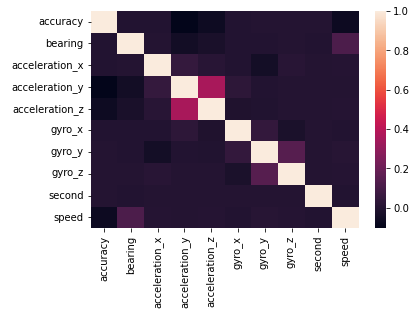 accuracy
bearing
acceleration_x
acceleration_y
acceleration_z
gyro_x
gyro_y
gyro_z
second
speed
accuracy
bearing
acceleration_x
acceleration_y
acceleration_z
gyro_x
gyro_y
gyro_z
second
speed
1.0
0.8
0.6
0.4
0.2
0.0